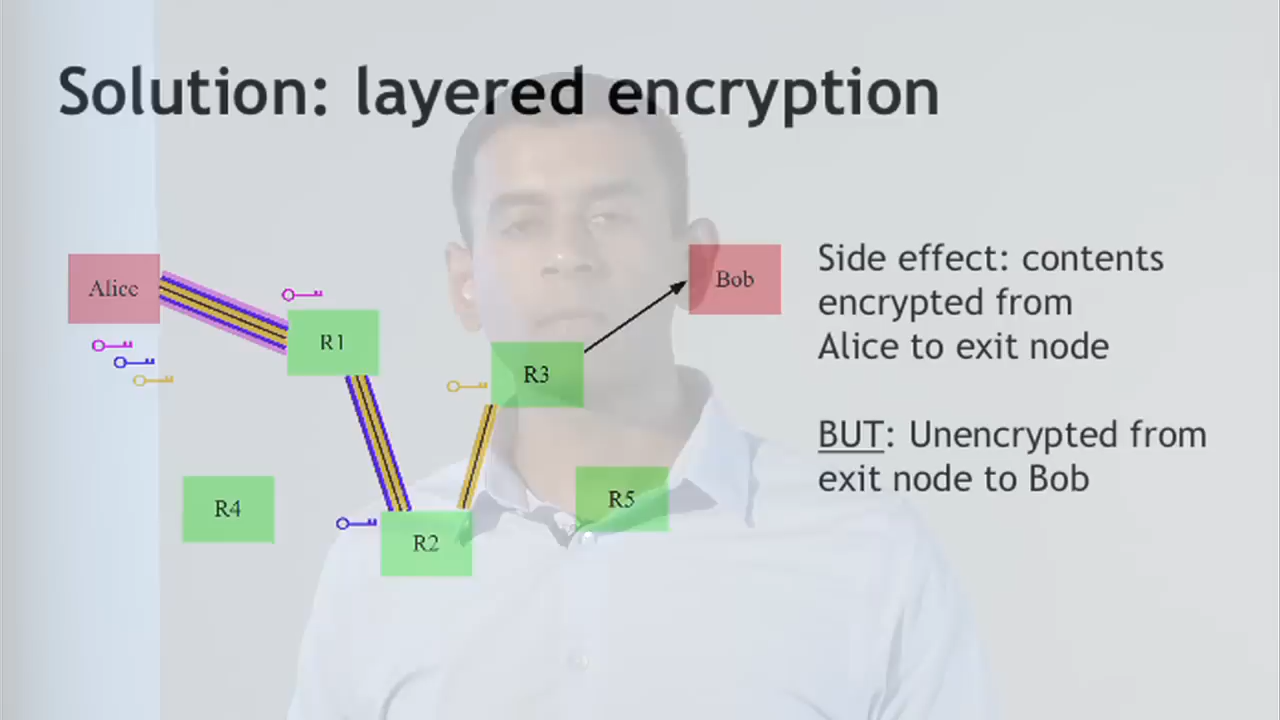 Solution: layered encryption
Alice
R1
R3
Bob
R4
R2
R5
Side effect: contents
encrypted from
Alice to exit node
BUT: Unencrypted from
exit node to Bob